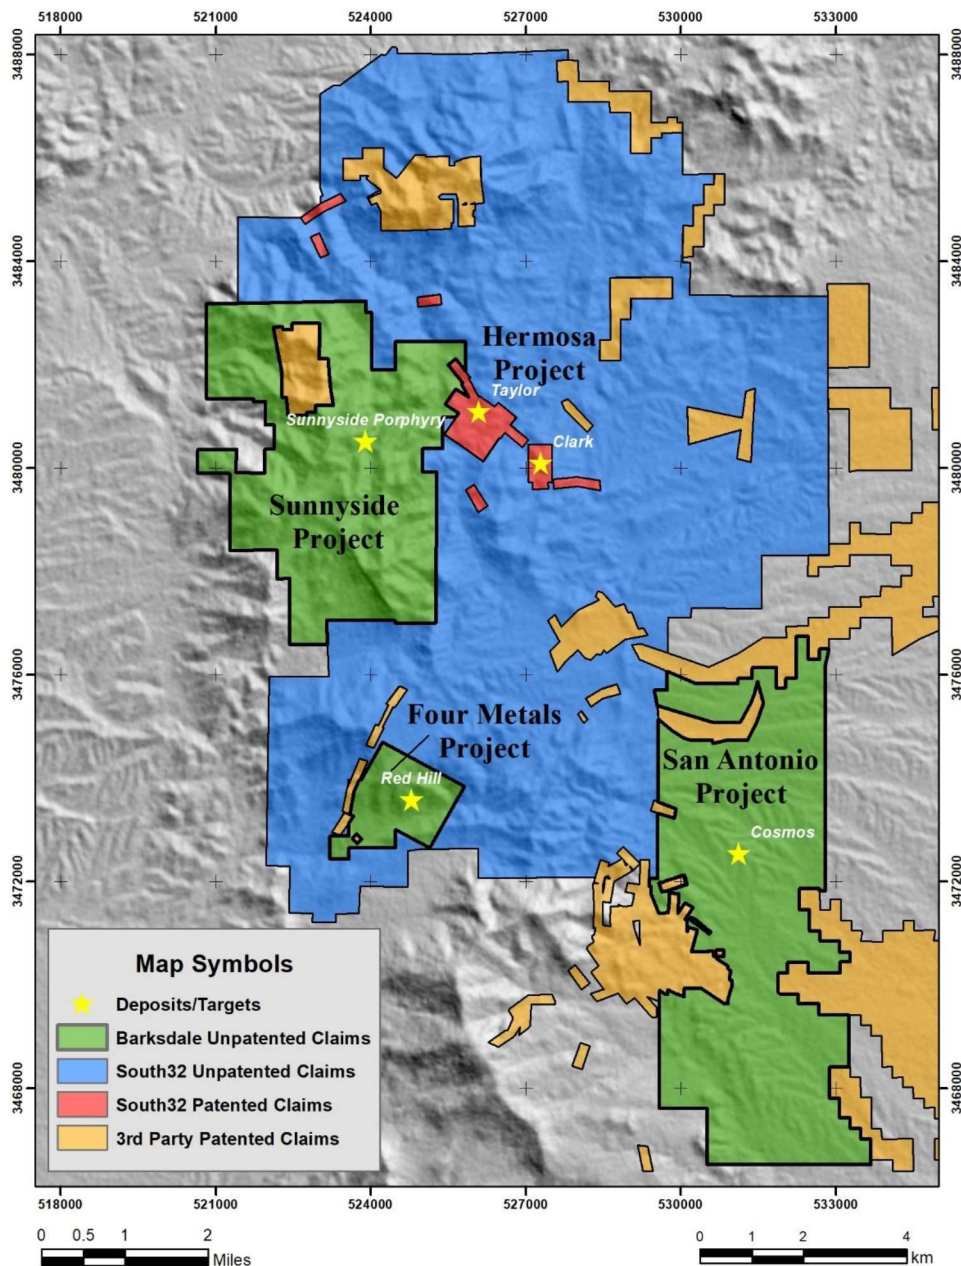 518000 521000 524000 527000 530000 533000
3488000 3488000
3484000 3484000
Hermosa
Project
Taylor
Sunnyside Porphyry
Clark
3480000 3480000
Sunnyside
Project
3476000 3476000
Four Metals
Project
San Antonio
Project
Red Hill
Cosmos
3472000 3472000
Map Symbols
Deposits/Targets
Barksdale Unpatented Claims
South32 Unpatented Claims
South32 Patented Claims
3rd Party Patented Claims
3468000 3468000
518000 521000 524000 527000 530000 533000
0 0.5 1 2
Miles
0 1 2 4
km